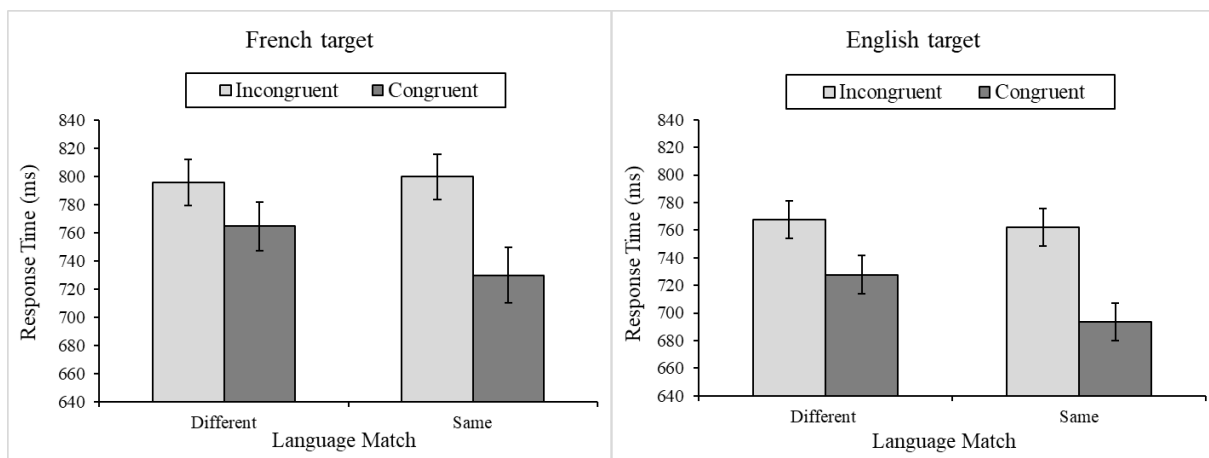 French target
Incongruent Congruent
Response Time (ms)
840
820
800
780
760
740
720
700
680
660
640
Different Same
Language Match
English target
Incongruent Congruent
Response Time (ms)
840
820
800
780
760
740
720
700
680
660
640
Different Same
Language Match